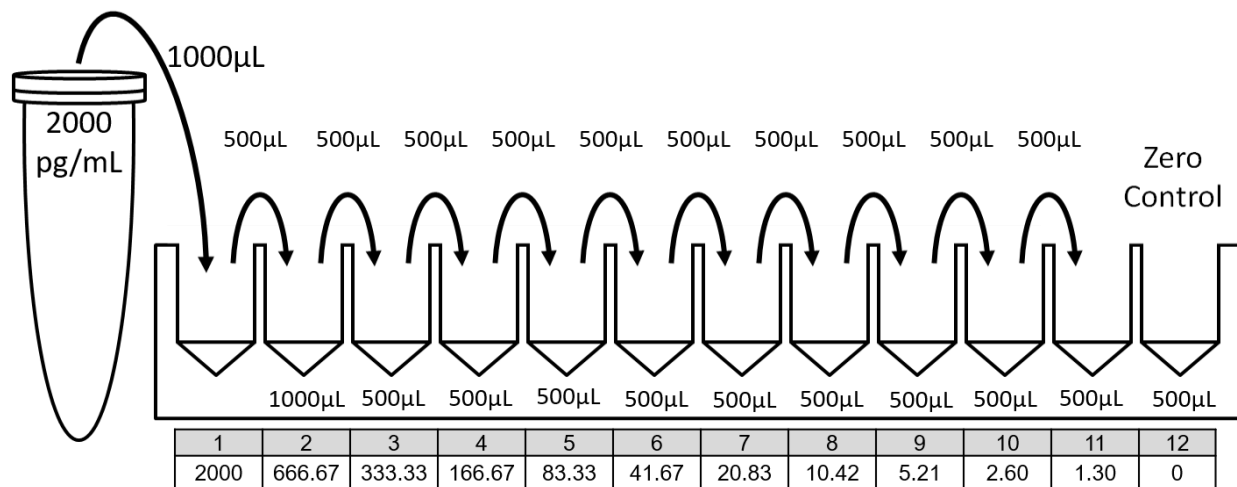 1000µL
2000
pg/mL
500µL 500µL 500µL 500µL 500µL 500µL 500µL 500µL 500µL 500µL
Zero
Control
1000µL 500µL 500µL 500µL 500µL 500µL 500µL 500µL 500µL 500µL 500µL
1 2 3 4 5 6 7 8 9 10 11 12
2000 666.67 333.33 166.67 83.33 41.67 20.83 10.42 5.21 2.60 1.30 0